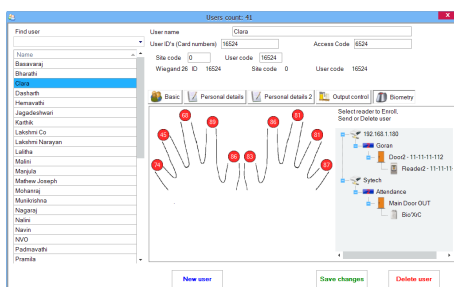 Users count: 41
Find user
User name Clara
User ID's (Card numbers) 16524 Access Code 6524
Site code 0 User code 16524
Wiegand 26 ID 16524 Site code 0 User code 16524
Name
Basavaraj
Bharathi
Clara
Dasharth
Hemavathi
Jagadeshwari
Karthik
Lakshmi Co
Lakshmi Narayan
Lalitha
Malini
Manjula
Mathew Joseph
Mohanraj
Munikrishna
Nagaraj
Nalini
Navin
NVO
Padmavathi
Pramila
Basic Personal details Personal details 2 Output control Biometry
74 45 68 89 86 83 86 81 81 87
Select reader to Enroll,
Send or Delete user
192.168.1.180
Goran
Door2 - 11-11-11-112
Reader2 - 11-11-11-
Sytech
Attendance
Main Door OUT
Bio'XrC
New user Save changes Delete user